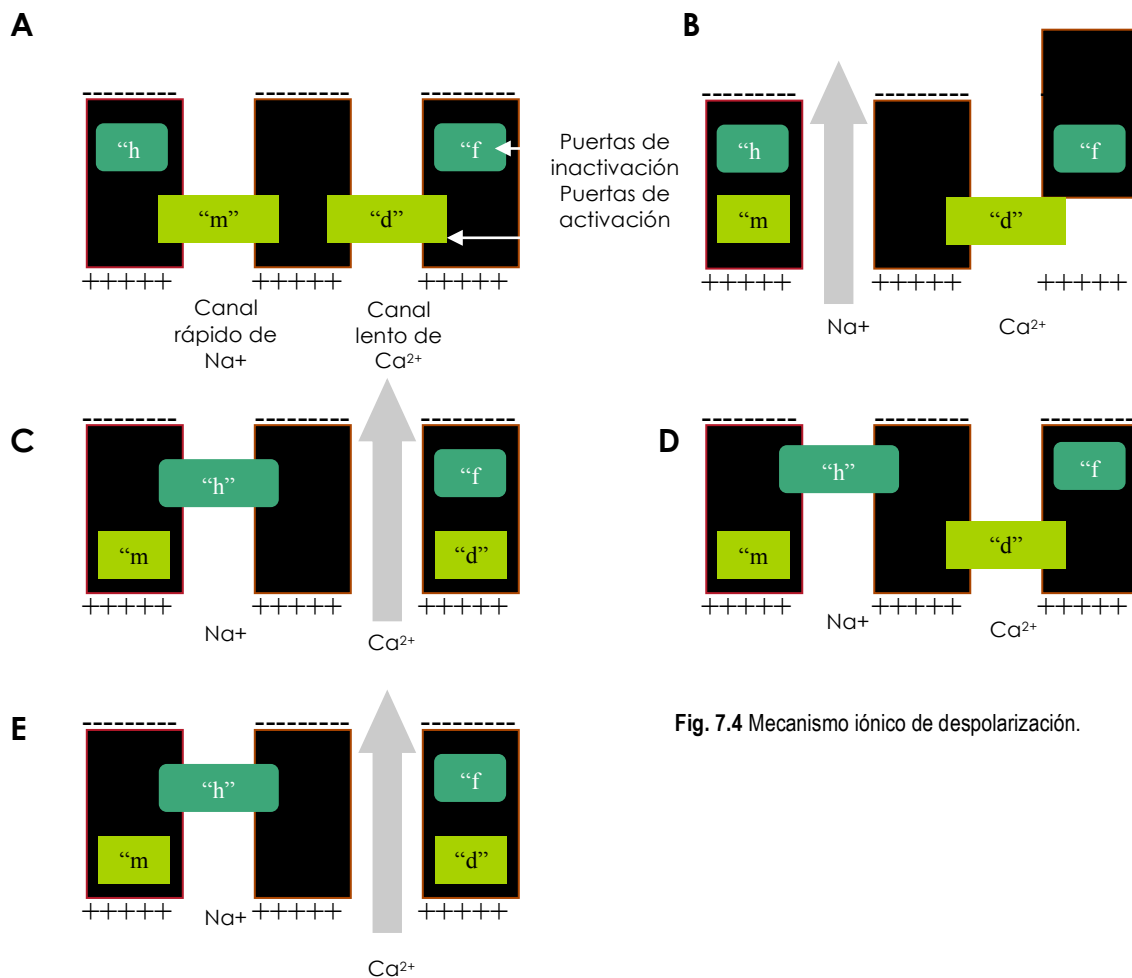 A
--------------- --------------- ---------------
“h
“f
“m”
“d”
+++++ +++++ +++++
Canal
rápido de
Na+
Canal
lento de
Ca²⁺
Puertas de
inactivación
Puertas de
activación
B
--------------- ---------------
“h
“f
“m
“d”
+++++ +++++ +++++
Na+
Ca²⁺
C
--------------- --------------- ---------------
“h”
“f
“m
“d”
+++++ +++++ +++++
Na+
Ca²⁺
D
--------------- --------------- ---------------
“h”
“f
“m
“d”
+++++ +++++ +++++
Na+
Ca²⁺
E
--------------- --------------- ---------------
“h”
“f
“m
“d”
+++++ +++++ +++++
Na+
Ca²⁺
Fig. 7.4 Mecanismo iónico de despolarización.